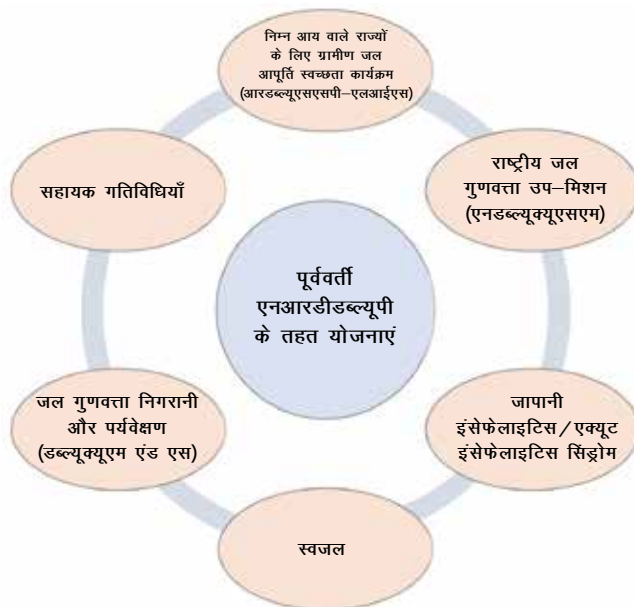 निम्न आय वाले राज्यों
के लिए ग्रामीण जल
आपूर्ति स्वच्छता कार्यक्रम
(आरडब्ल्यूएसएसपी–एलआईएस)
राष्ट्रीय जल
गुणवत्ता उप–मिशन
(एनडब्ल्यूक्यूएसएम)
जापानी
इंसेफेलाइटिस/एक्यूट
इंसेफेलाइटिस सिंड्रोम
स्वजल
जल गुणवत्ता निगरानी
और पर्यवेक्षण
(डब्ल्यूक्यूएम एंड एस)
सहायक गतिविधियाँ
पूर्ववर्ती
एनआरडीडब्ल्यूपी
के तहत योजनाएं